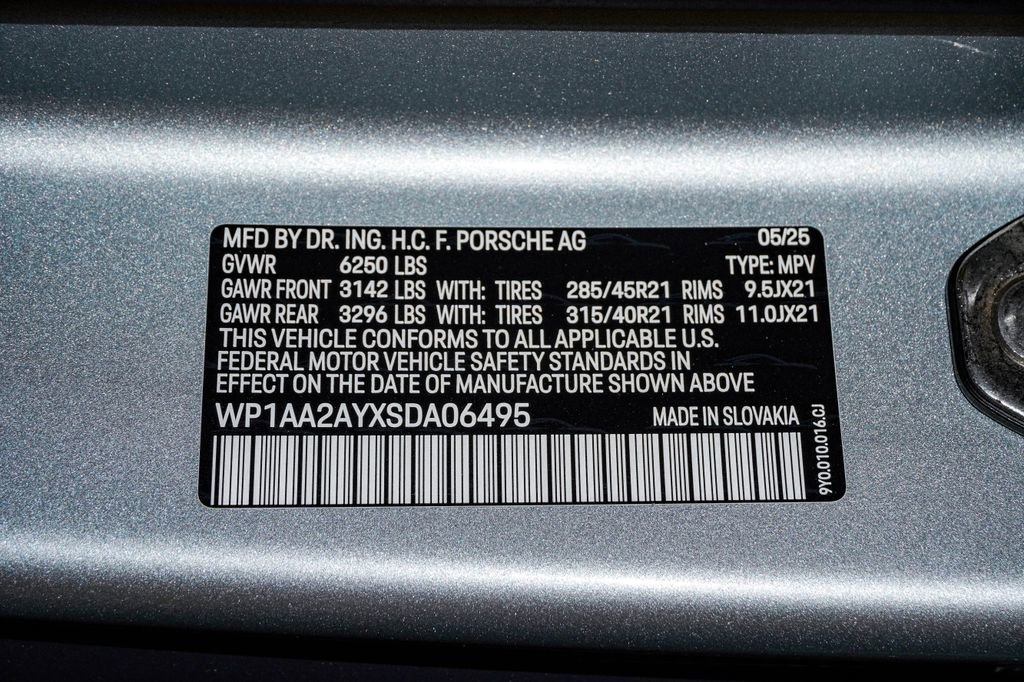 MFD BY DR. ING. H.C. F. PORSCHE AG 05/25
GVWR 6250 LBS TYPE: MPV
GAWR FRONT 3142 LBS WITH: TIRES 285/45R21 RIMS 9.5JX21
GAWR REAR 3296 LBS WITH: TIRES 315/40R21 RIMS 11.0JX21
THIS VEHICLE CONFORMS TO ALL APPLICABLE U.S.
FEDERAL MOTOR VEHICLE SAFETY STANDARDS IN
EFFECT ON THE DATE OF MANUFACTURE SHOWN ABOVE
WP1AA2AYXSDA06495 MADE IN SLOVAKIA
9Y0.010.016.CJ